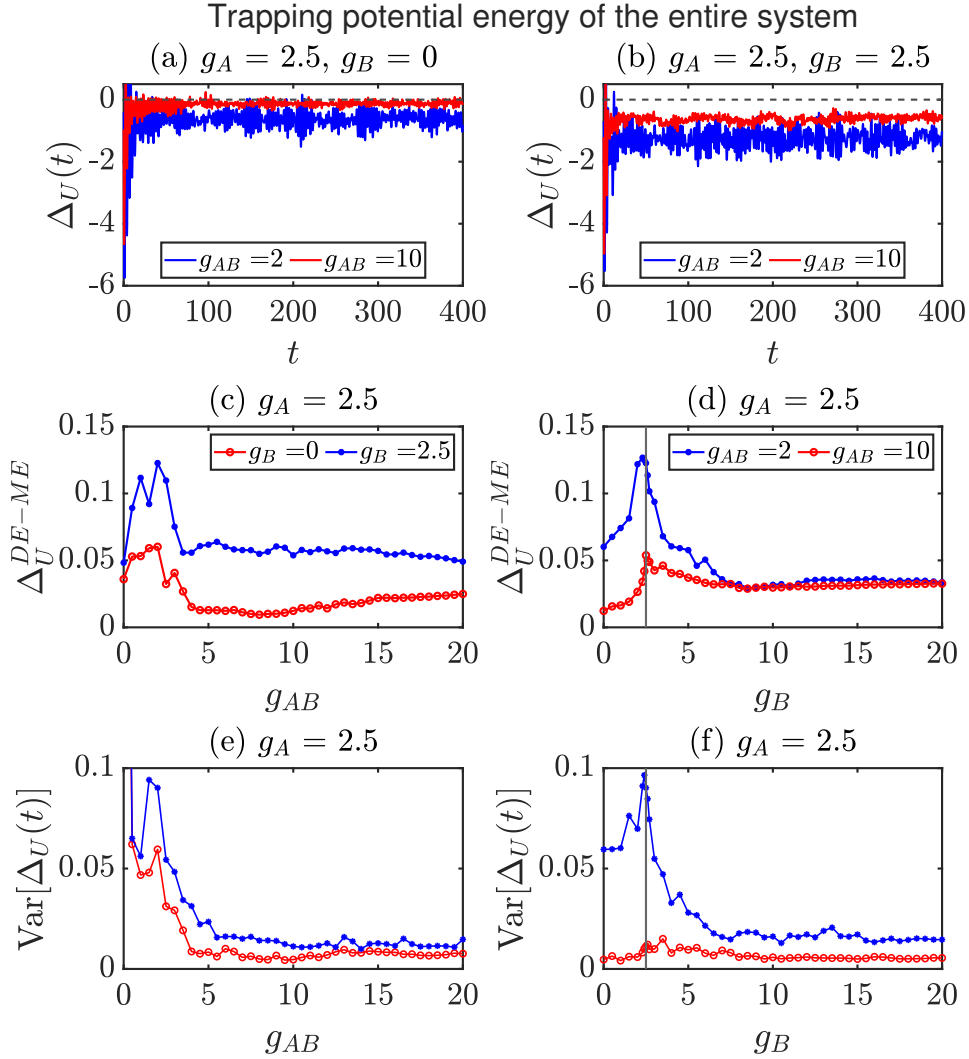 Trapping potential energy of the entire system
(a) g_A = 2.5, g_B = 0
(b) g_A = 2.5, g_B = 2.5
0
-2
-4
-6
Δ_U(t)
g_AB =2 g_AB =10
0 100 200 300 400
t
0
-2
-4
-6
Δ_U(t)
g_AB =2 g_AB =10
0 100 200 300 400
t
(c) g_A = 2.5
(d) g_A = 2.5
0.15
0.1
0.05
0
Δ_U^{DE−ME}
g_B =0 g_B =2.5
0 5 10 15 20
g_AB
0.15
0.1
0.05
0
Δ_U^{DE−ME}
g_AB =2 g_AB =10
0 5 10 15 20
g_B
(e) g_A = 2.5
(f) g_A = 2.5
0.1
0.05
0
Var[Δ_U(t)]
0 5 10 15 20
g_AB
0.1
0.05
0
Var[Δ_U(t)]
0 5 10 15 20
g_B